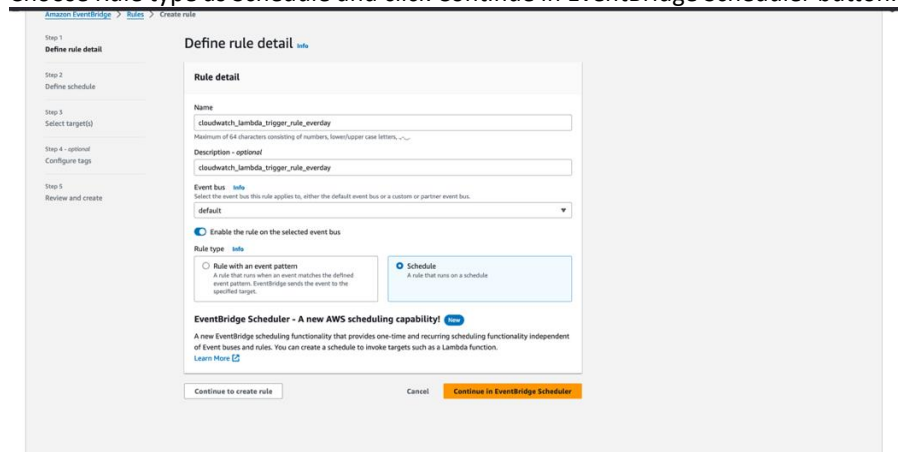 Choose Rule type as Schedule and click Continue in EventBridge Scheduler button.
Amazon EventBridge > Rules > Create rule
Step 1
Define rule detail
Step 2
Define schedule
Step 3
Select target(s)
Step 4 - optional
Configure tags
Step 5
Review and create
Define rule detail Info
Rule detail
Name
cloudwatch_lambda_trigger_rule_everday
Maximum of 64 characters consisting of numbers, lower/upper case letters, .,-,_.
Description - optional
cloudwatch_lambda_trigger_rule_everday
Event bus Info
Select the event bus this rule applies to, either the default event bus or a custom or partner event bus.
default
Enable the rule on the selected event bus
Rule type Info
Rule with an event pattern
A rule that runs when an event matches the defined
event pattern. EventBridge sends the event to the
specified target.
Schedule
A rule that runs on a schedule
EventBridge Scheduler - A new AWS scheduling capability! New
A new EventBridge scheduling functionality that provides one-time and recurring scheduling functionality independent
of Event buses and rules. You can create a schedule to invoke targets such as a Lambda function.
Learn More
Continue to create rule
Cancel
Continue in EventBridge Scheduler